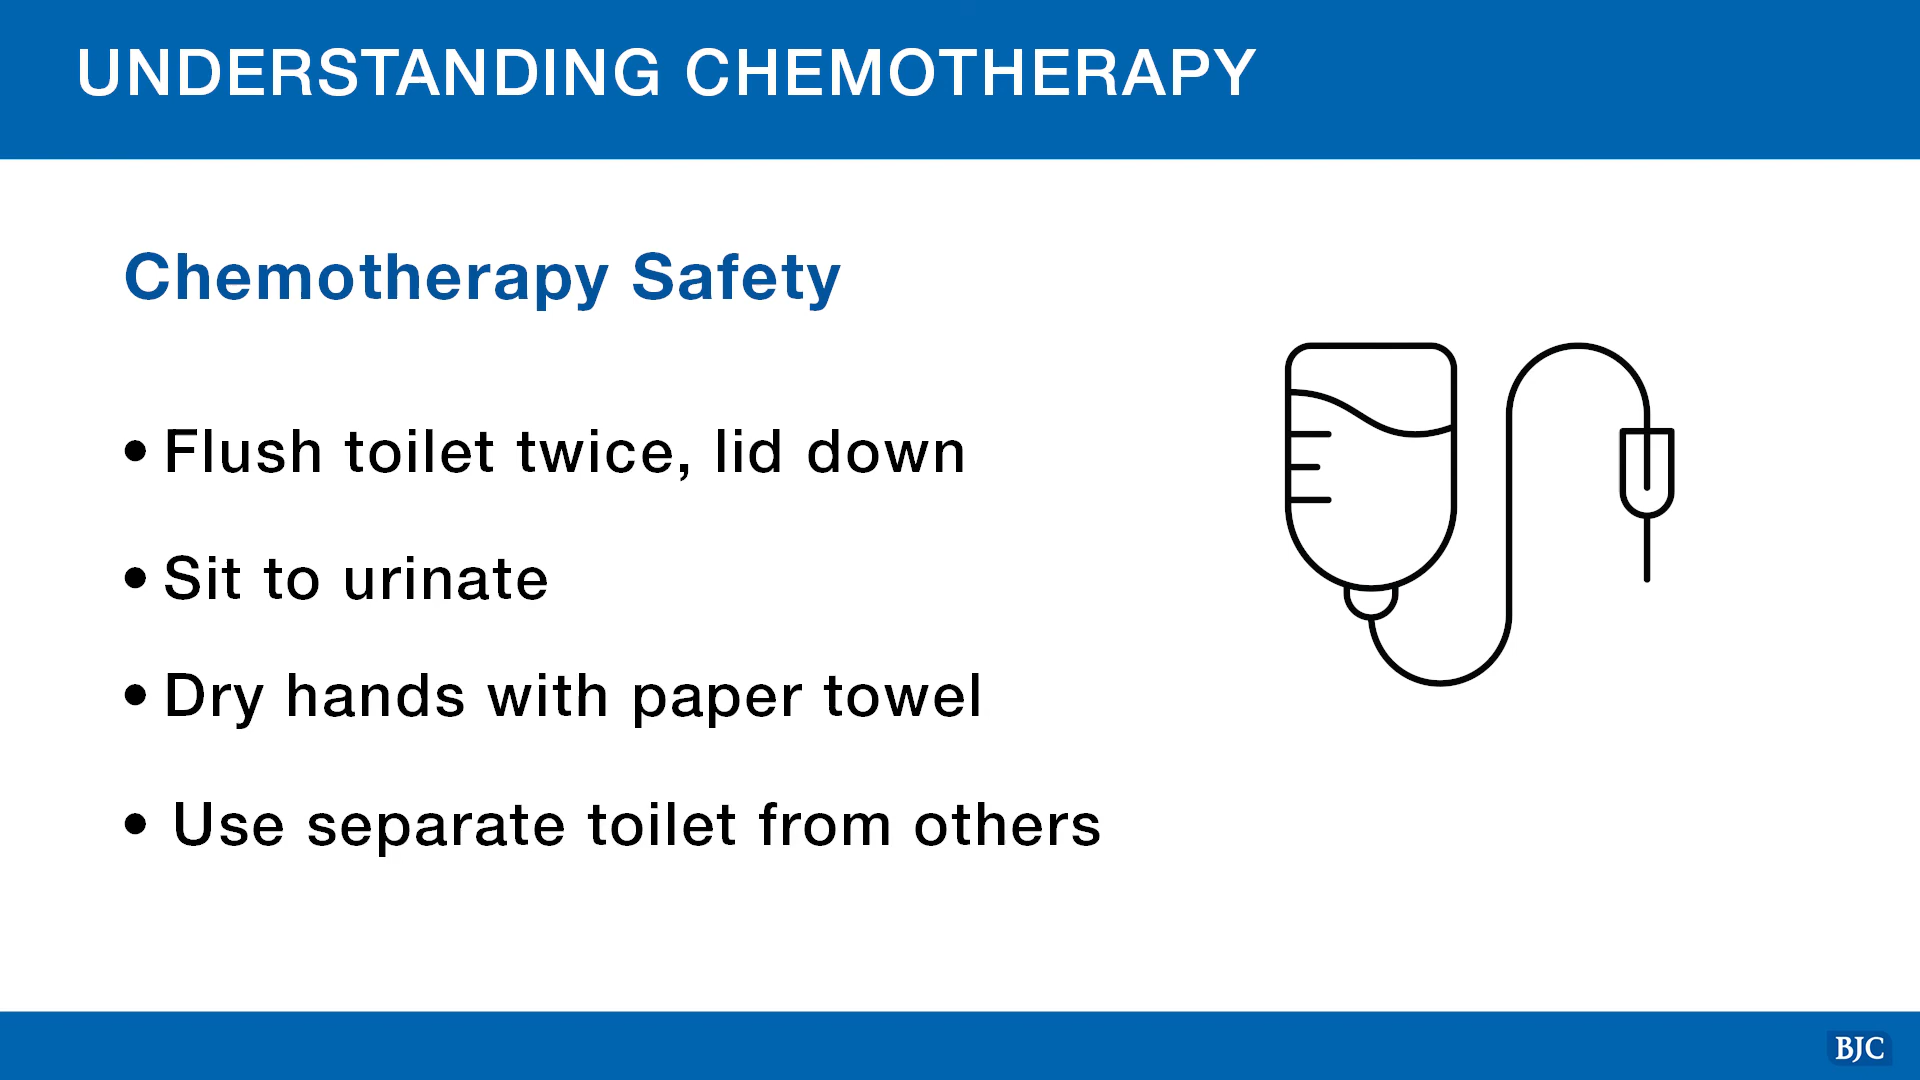 UNDERSTANDING CHEMOTHERAPY
Chemotherapy Safety
• Flush toilet twice, lid down
• Sit to urinate
• Dry hands with paper towel
• Use separate toilet from others
BJC